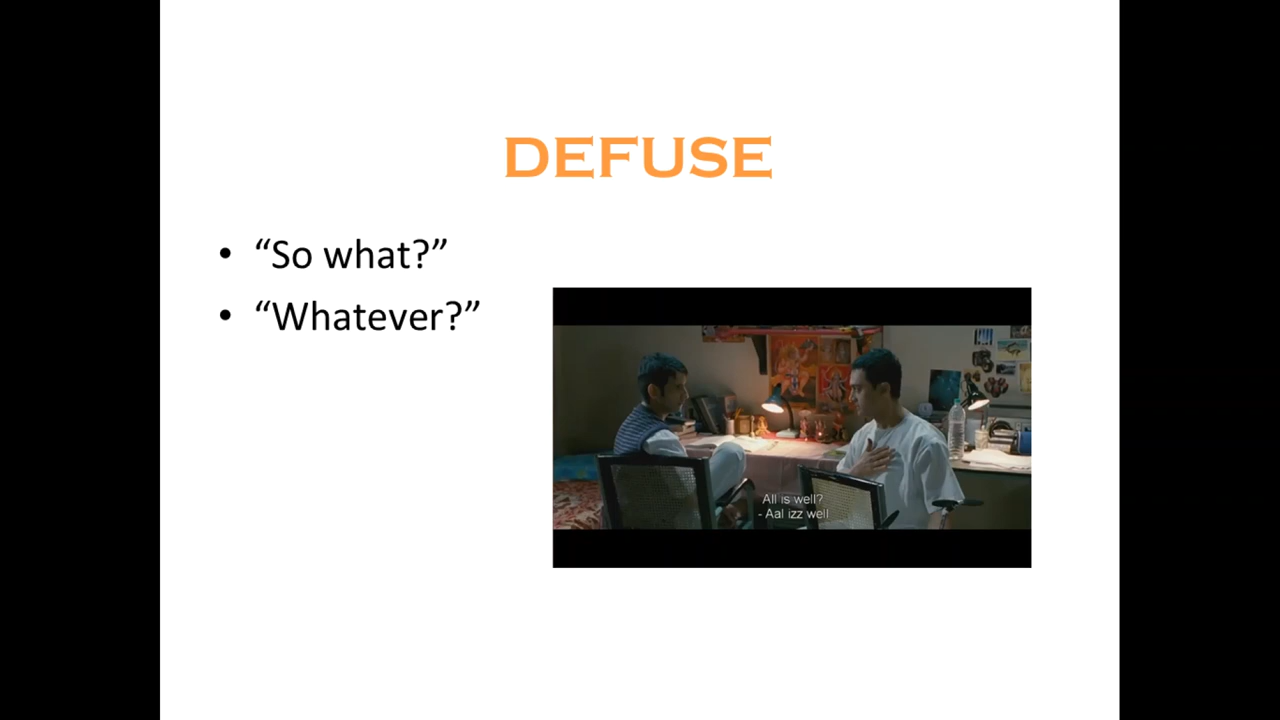 DEFUSE
• “So what?”
• “Whatever?”
All is well?
- Aal izz well